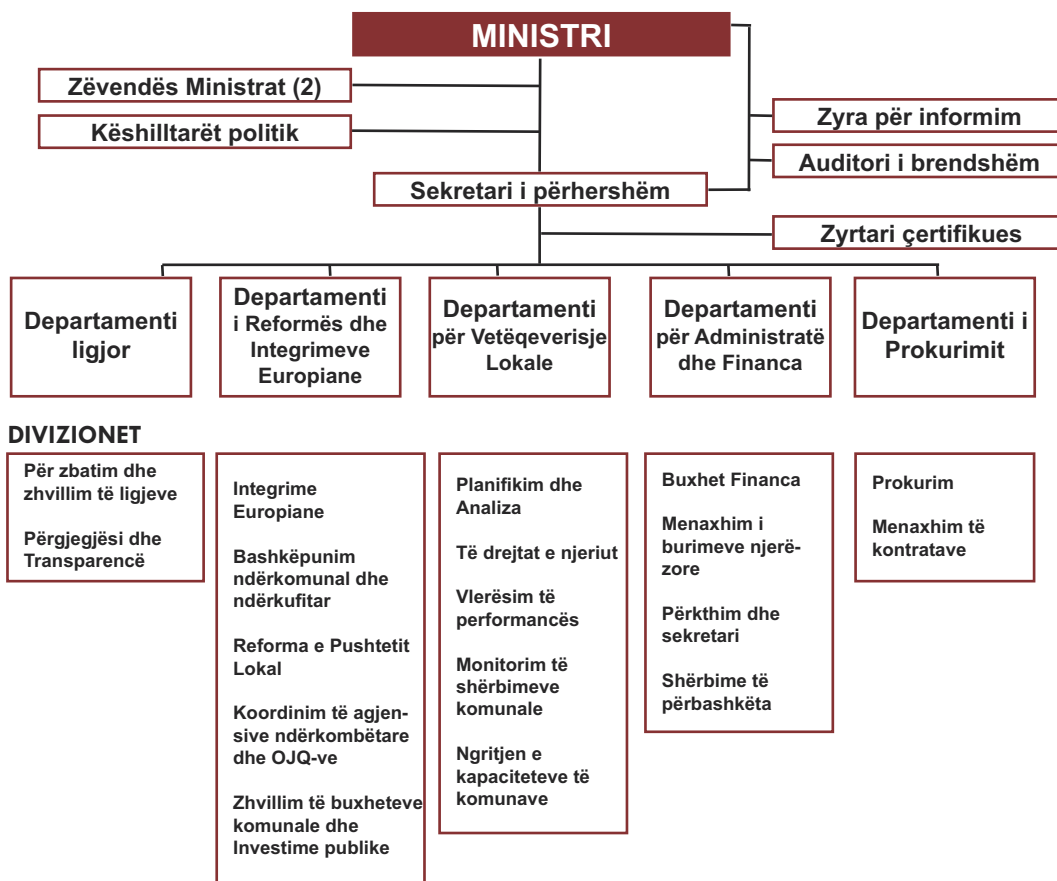 MINISTRI
Zëvendës Ministrat (2)
Këshilltarët politik
Zyra për informim
Auditori i brendshëm
Sekretari i përhershëm
Zyrtari çertifikues
Departamenti
ligjor
Departamenti
i Reformës dhe
Integrimeve
Europiane
Departamenti
për Vetëqeverisje
Lokale
Departamenti
për Administratë
dhe Financa
Departamenti i
Prokurimit
DIVIZIONET
Për zbatim dhe
zhvillim të ligjeve
Përgjegjësi dhe
Transparencë
Integrime
Europiane
Bashkëpunim
ndërkomunal dhe
ndërkufitar
Reforma e Pushtetit
Lokal
Koordinim të agjen-
sive ndërkombëtare
dhe OJQ-ve
Zhvillim të buxheteve
komunale dhe
Investime publike
Planifikim dhe
Analiza
Të drejtat e njeriut
Vlerësim të
performancës
Monitorim të
shërbimeve
komunale
Ngritjen e
kapaciteteve të
komunave
Buxhet Financa
Menaxhim i
burimeve njerë-
zore
Përkthim dhe
sekretari
Shërbime të
përbashkëta
Prokurim
Menaxhim të
kontratave